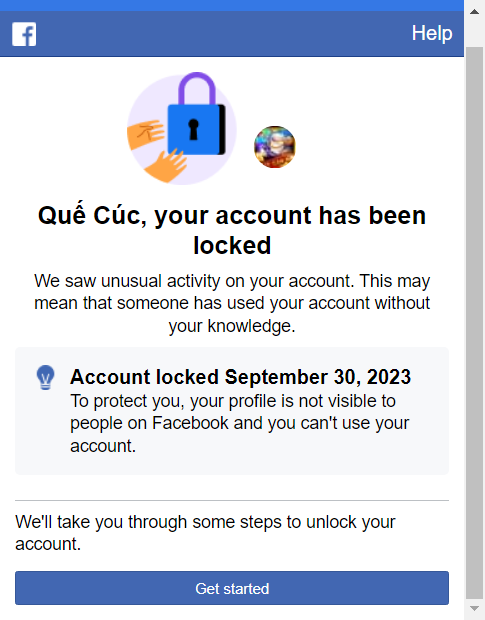 Help
Quế Cúc, your account has been
locked
We saw unusual activity on your account. This may
mean that someone has used your account without
your knowledge.
Account locked September 30, 2023
To protect you, your profile is not visible to
people on Facebook and you can't use your
account.
We'll take you through some steps to unlock your
account.
Get started